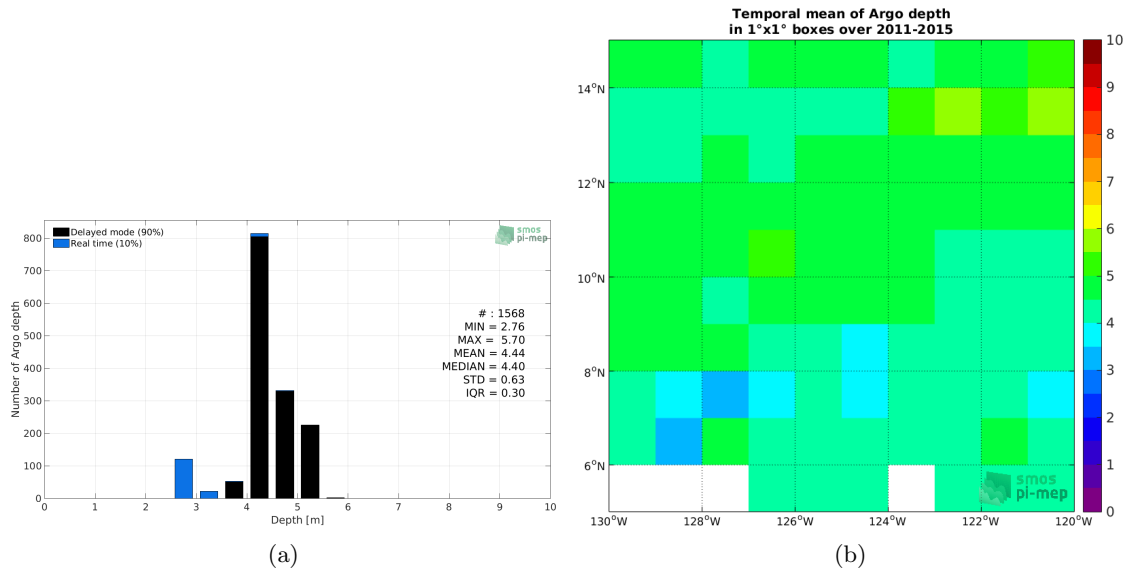 Delayed mode (90%)
Real time (10%)
smos
pi-mep
Number of Argo depth
800
700
600
500
400
300
200
100
0
# : 1568
MIN = 2.76
MAX = 5.70
MEAN = 4.44
MEDIAN = 4.40
STD = 0.63
IQR = 0.30
0 1 2 3 4 5 6 7 8 9 10
Depth [m]
(a)
Temporal mean of Argo depth
in 1°x1° boxes over 2011-2015
14°N
12°N
10°N
8°N
6°N
130°W 128°W 126°W 124°W 122°W 120°W
smos
pi-mep
10
9
8
7
6
5
4
3
2
1
0
(b)